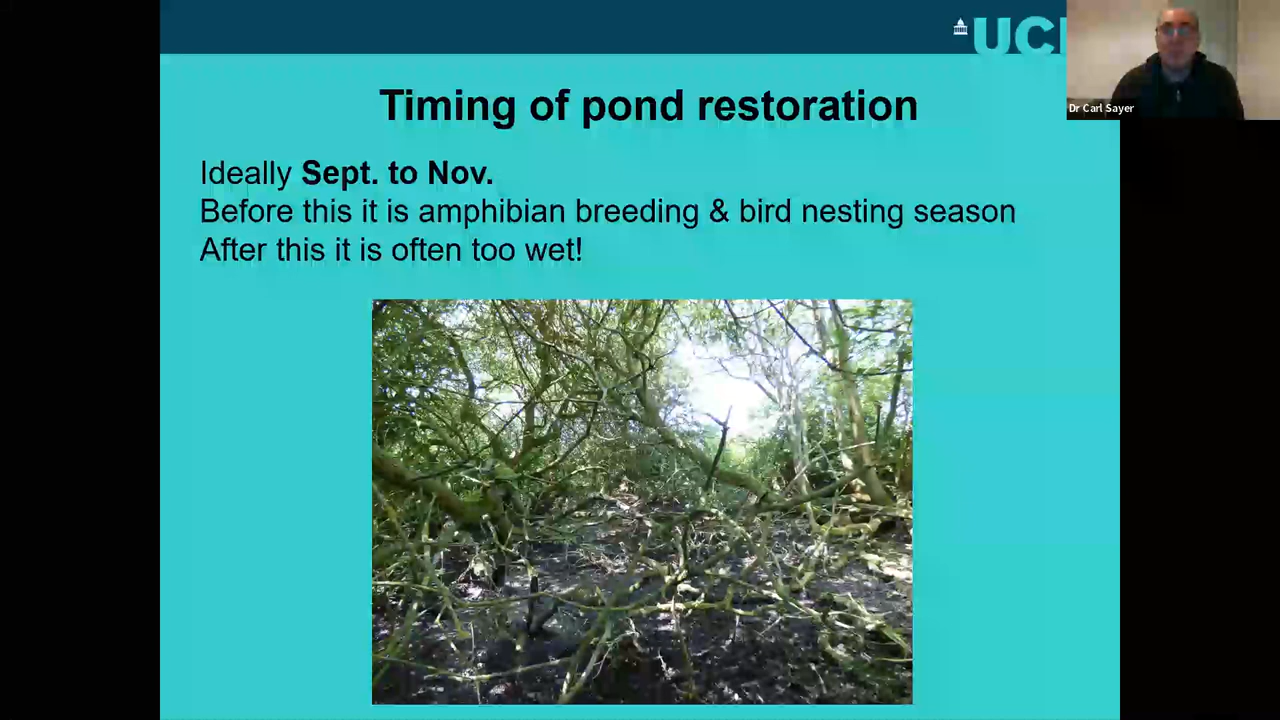 UCL
Dr Carl Sayer
Timing of pond restoration
Ideally Sept. to Nov.
Before this it is amphibian breeding & bird nesting season
After this it is often too wet!